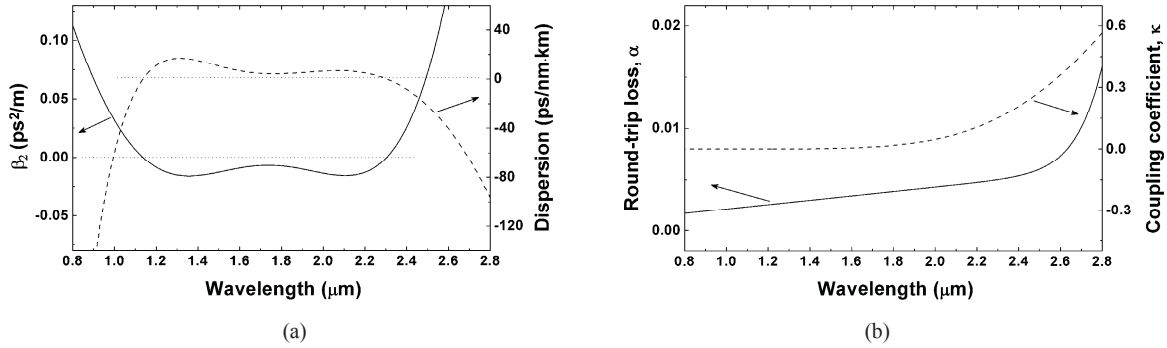 0.10
0.05
0.00
-0.05
β₂ (ps²/m)
40
0
-40
-80
-120
Dispersion (ps/nm·km)
0.8 1.0 1.2 1.4 1.6 1.8 2.0 2.2 2.4 2.6 2.8
Wavelength (μm)
(a)
0.02
0.01
0.00
Round-trip loss, α
0.6
0.3
0.0
-0.3
Coupling coefficient, κ
0.8 1.0 1.2 1.4 1.6 1.8 2.0 2.2 2.4 2.6 2.8
Wavelength (μm)
(b)